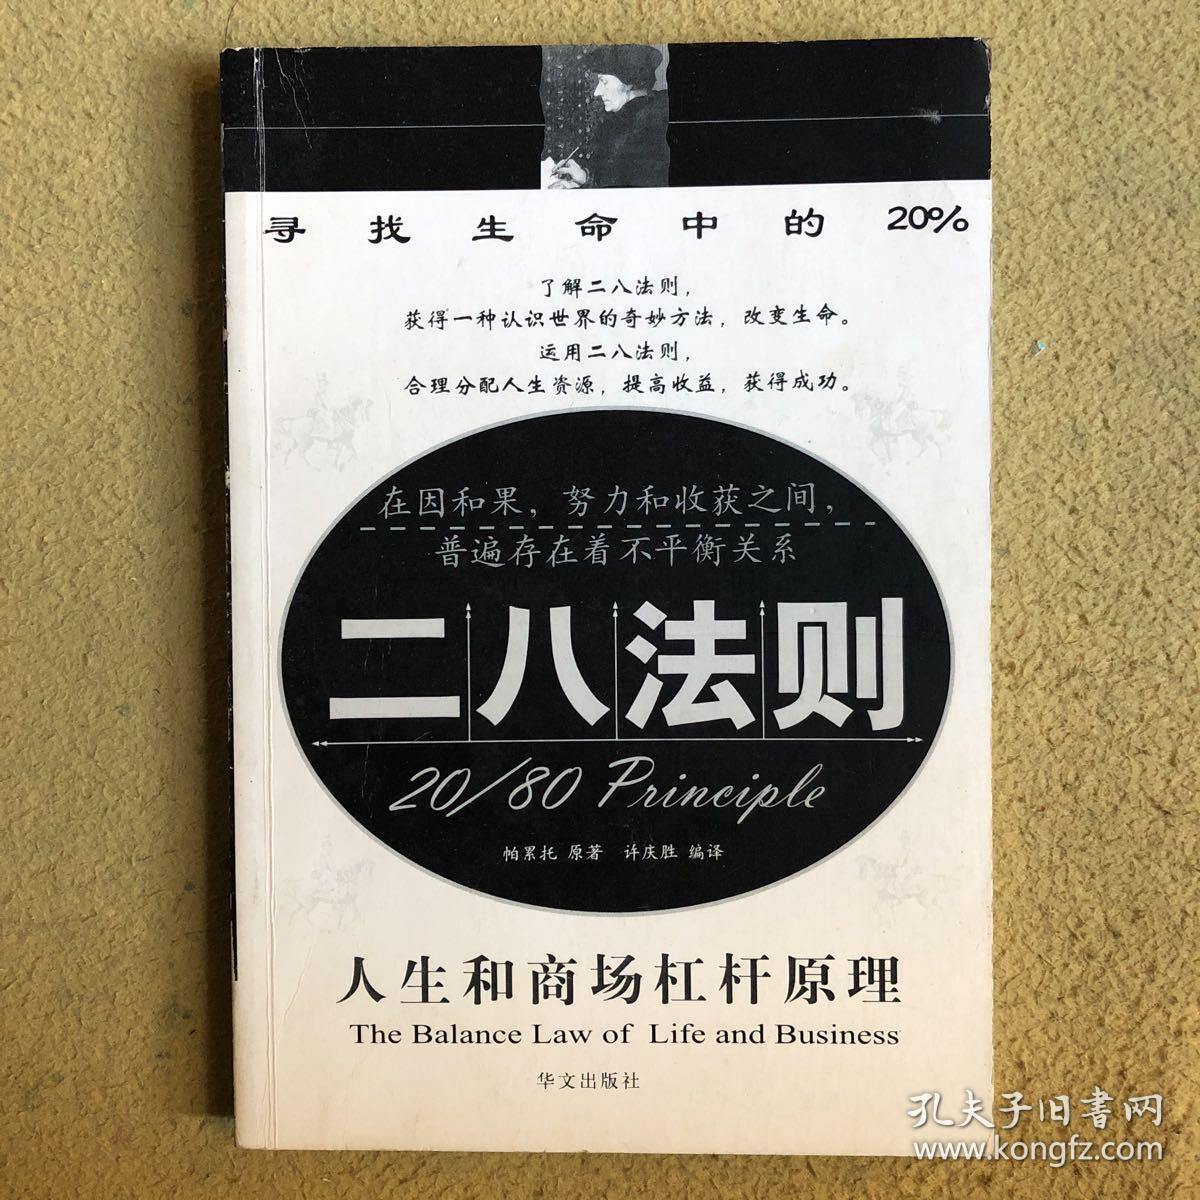 寻找生命中的20%
了解二八法则，
获得一种认识世界的奇妙方法，改变生命。
运用二八法则，
合理分配人生资源，提高收益，获得成功。
在因和果，努力和收获之间，
普遍存在着不平衡关系
二八法则
20/80 Principle
帕累托 原著 许庆胜 编译
人生和商场杠杆原理
The Balance Law of Life and Business
华文出版社
孔夫子旧書网
www.kongfz.com